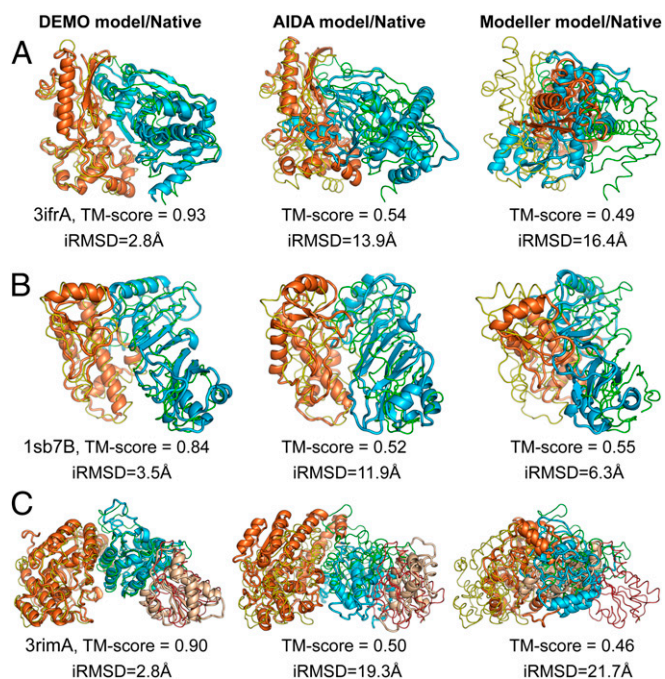 DEMO model/Native AIDA model/Native Modeller model/Native
A
3ifrA, TM-score = 0.93 TM-score = 0.54 TM-score = 0.49
iRMSD=2.8Å iRMSD=13.9Å iRMSD=16.4Å
B
1sb7B, TM-score = 0.84 TM-score = 0.52 TM-score = 0.55
iRMSD=3.5Å iRMSD=11.9Å iRMSD=6.3Å
C
3rimA, TM-score = 0.90 TM-score = 0.50 TM-score = 0.46
iRMSD=2.8Å iRMSD=19.3Å iRMSD=21.7Å